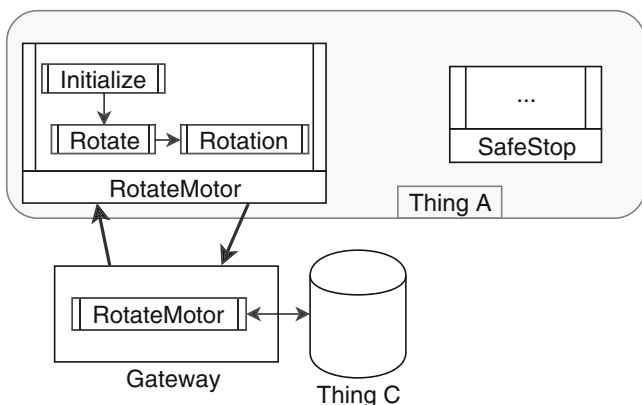 Initialize
...
Rotate
Rotation
SafeStop
RotateMotor
Thing A
RotateMotor
Gateway
Thing C